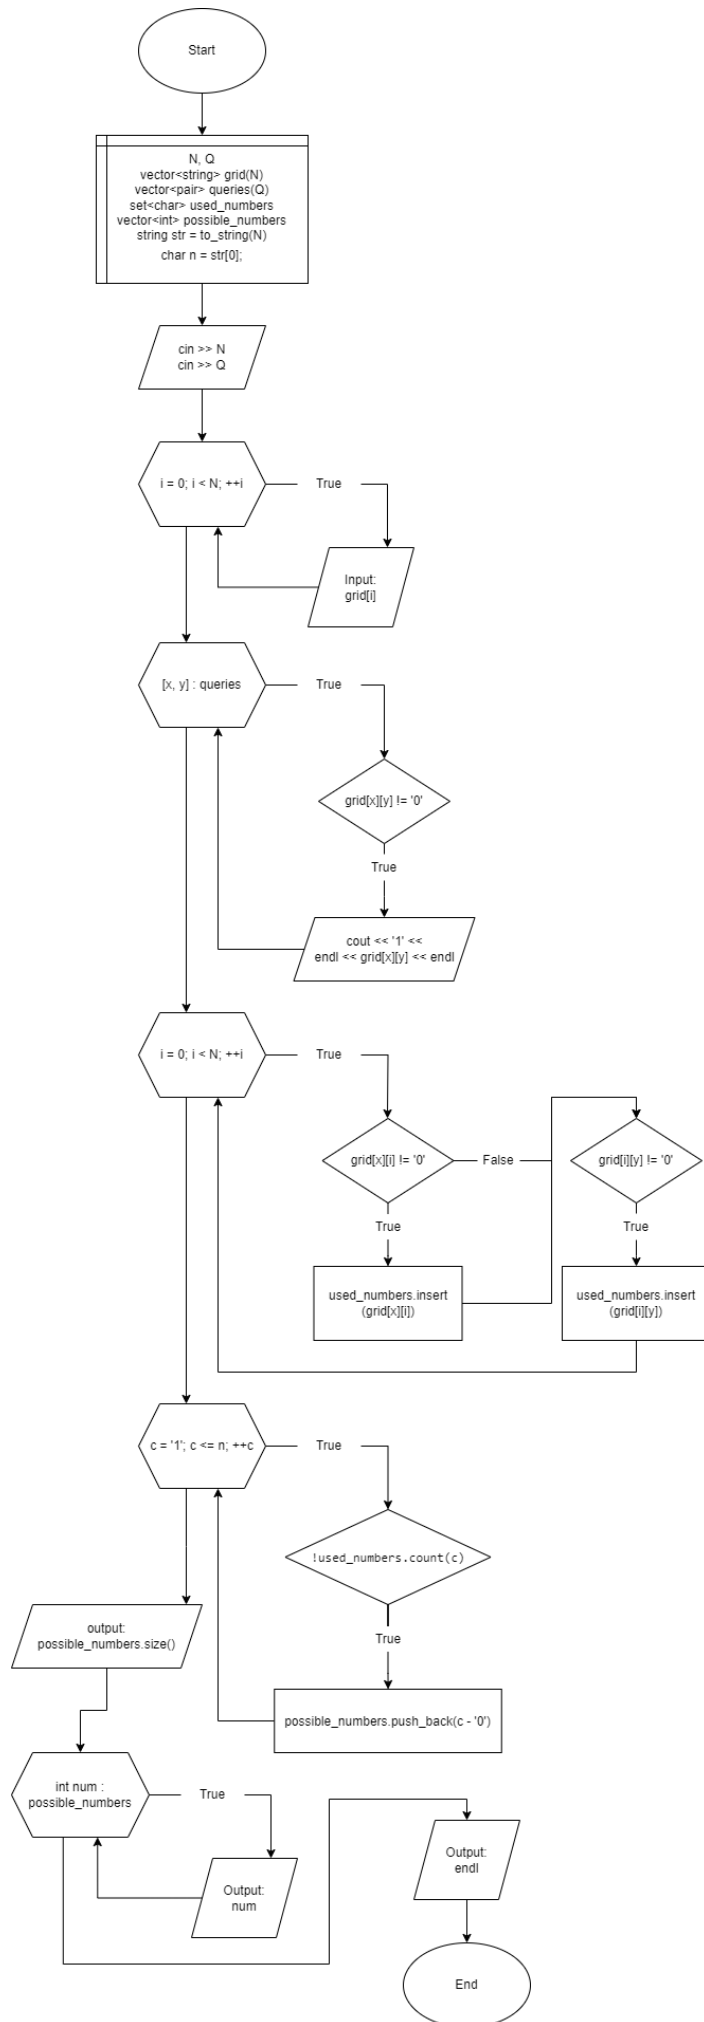 Start
N, Q
vector<string> grid(N)
vector<pair> queries(Q)
set<char> used_numbers
vector<int> possible_numbers
string str = to_string(N)
char n = str[0];
cin >> N
cin >> Q
i = 0; i < N; ++i
True
Input:
grid[i]
[x, y] : queries
True
grid[x][y] != '0'
True
cout << '1' <<
endl << grid[x][y] << endl
i = 0; i < N; ++i
True
grid[x][i] != '0'
False
grid[i][y] != '0'
True
True
used_numbers.insert
(grid[x][i])
used_numbers.insert
(grid[i][y])
c = '1'; c <= n; ++c
True
!used_numbers.count(c)
True
possible_numbers.push_back(c - '0')
output:
possible_numbers.size()
int num :
possible_numbers
True
Output:
num
Output:
endl
End